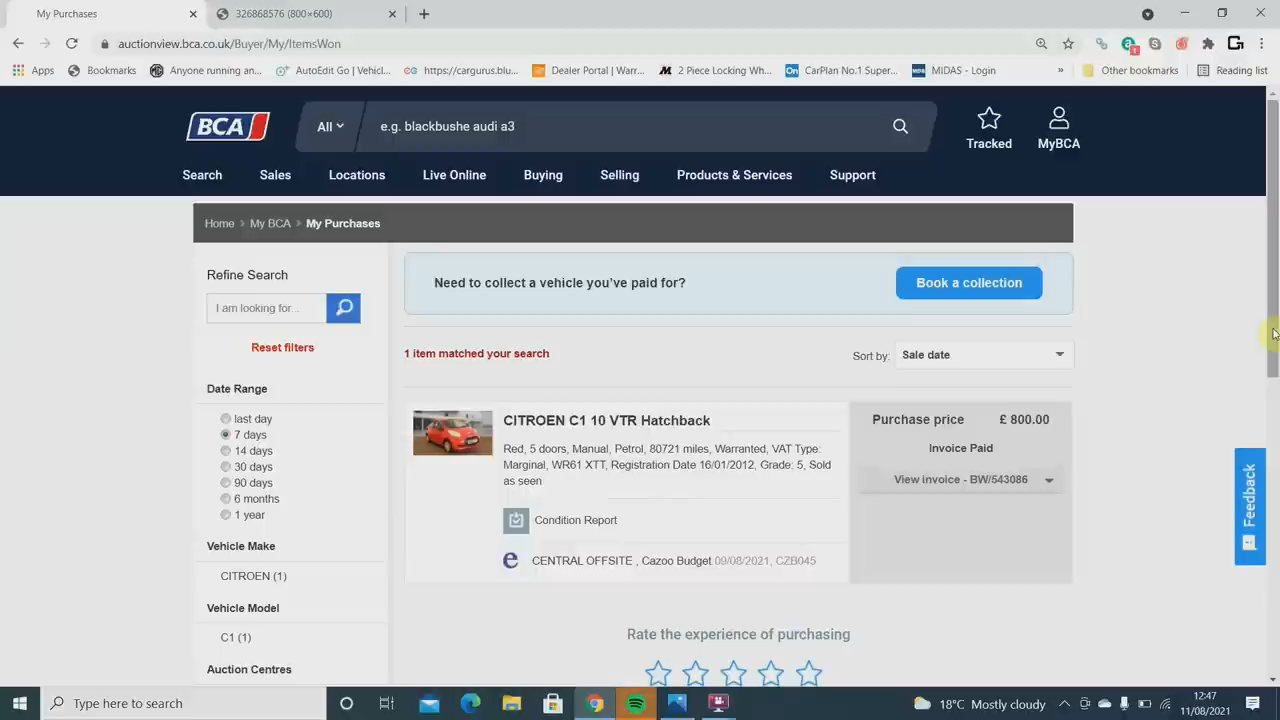 My Purchases
326868576 (800×600)
auctionview.bca.co.uk/Buyer/My/ItemsWon
Apps
Bookmarks
Anyone and more...
AutoEdit Go | Vehicl...
https://cargurus.blu...
Dealer Portal | Warr...
2 Piece Locking Wh...
CarPlan No.1 Super...
MIDAS - Login
»
Other bookmarks
Reading list
BCA
All
e.g. blackbushe audi a3
Tracked
MyBCA
Search
Sales
Locations
Live Online
Buying
Selling
Products & Services
Support
Home > My BCA > My Purchases
Refine Search
I am looking for...
Reset filters
Date Range
last day
7 days
14 days
30 days
90 days
6 months
1 year
Vehicle Make
CITROEN (1)
Vehicle Model
C1 (1)
Auction Centres
Need to collect a vehicle you've paid for?
Book a collection
1 item matched your search
Sort by:
Sale date
CITROEN C1 10 VTR Hatchback
Red, 5 doors, Manual, Petrol, 80721 miles, Warranted, VAT Type:
Marginal, WR61 XTT, Registration Date 16/01/2012, Grade: 5, Sold
as seen
Condition Report
CENTRAL OFFSITE , Cazoo Budget 09/08/2021, CZB045
Purchase price £ 800.00
Invoice Paid
View invoice - BW/543086
Rate the experience of purchasing
Feedback
Type here to search
18°C Mostly cloudy
12:47
11/08/2021